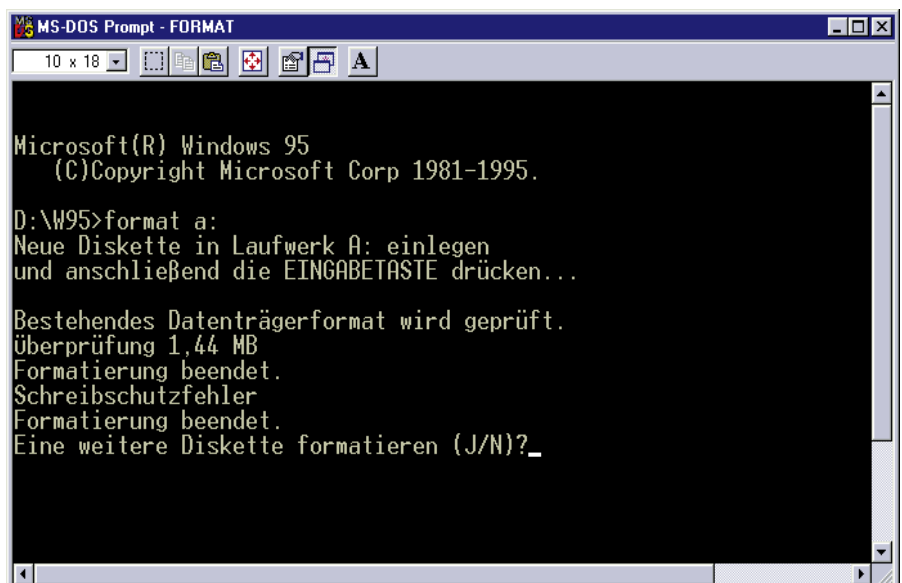 MS-DOS Prompt - FORMAT
10 x 18
A
Microsoft(R) Windows 95
(C)Copyright Microsoft Corp 1981-1995.
D:\W95>format a:
Neue Diskette in Laufwerk A: einlegen
und anschließend die EINGABETASTE drücken...
Bestehendes Datenträgerformat wird geprüft.
Überprüfung 1,44 MB
Formatierung beendet.
Schreibschutzfehler
Formatierung beendet.
Eine weitere Diskette formatieren (J/N)?_